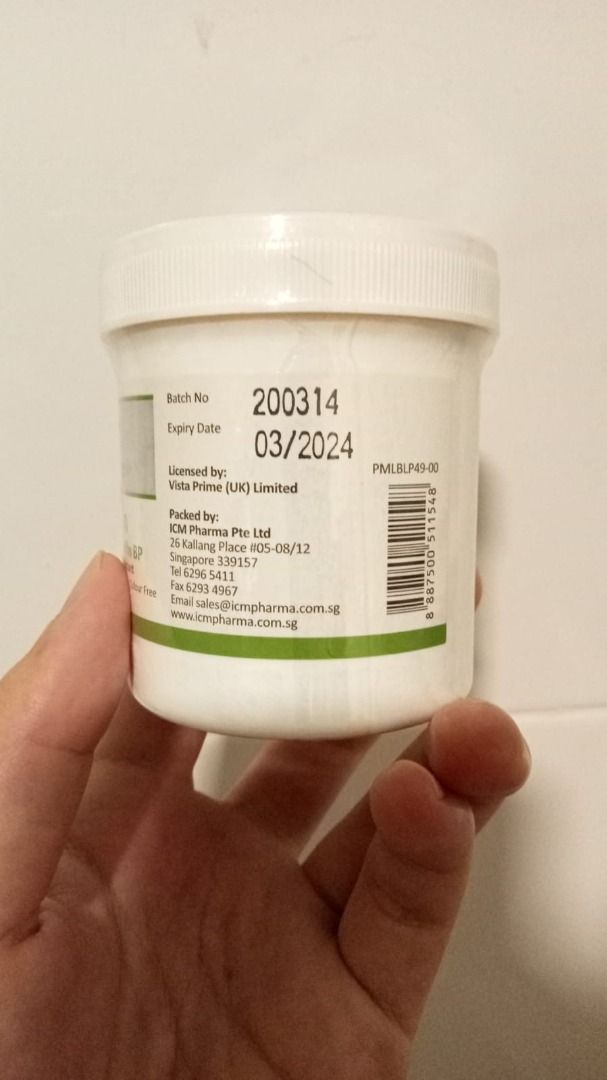 Batch No 200314
Expiry Date 03/2024
PMLBLP49-00
Licensed by:
Vista Prime (UK) Limited
Packed by:
ICM Pharma Pte Ltd
26 Kallang Place #05-08/12
Singapore 339157
Tel 6296 5411
Fax 6293 4967
Email sales@icmpharma.com.sg
www.icmpharma.com.sg
8 887500 511548
BP
Free